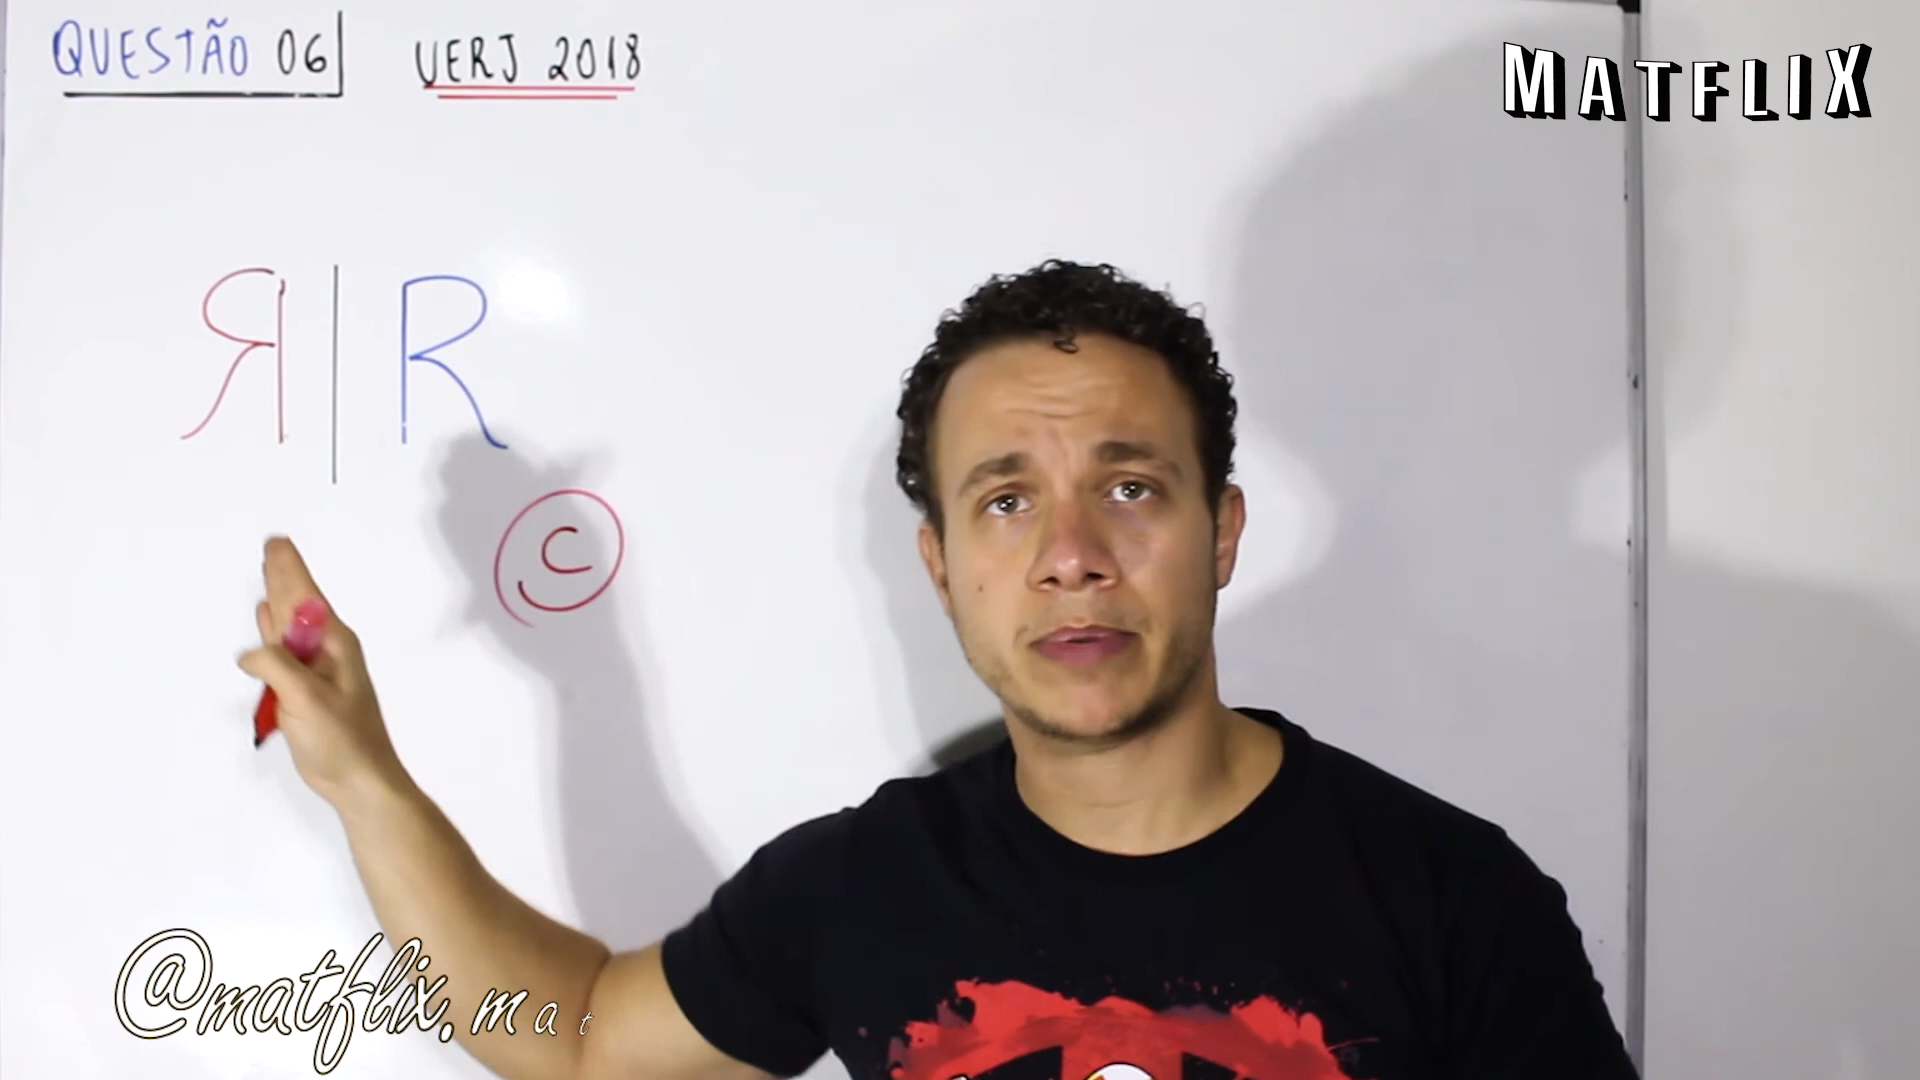 QUESTÃO 06
UERJ 2018
MATFLIX
Я | R
C
@matflix.mat